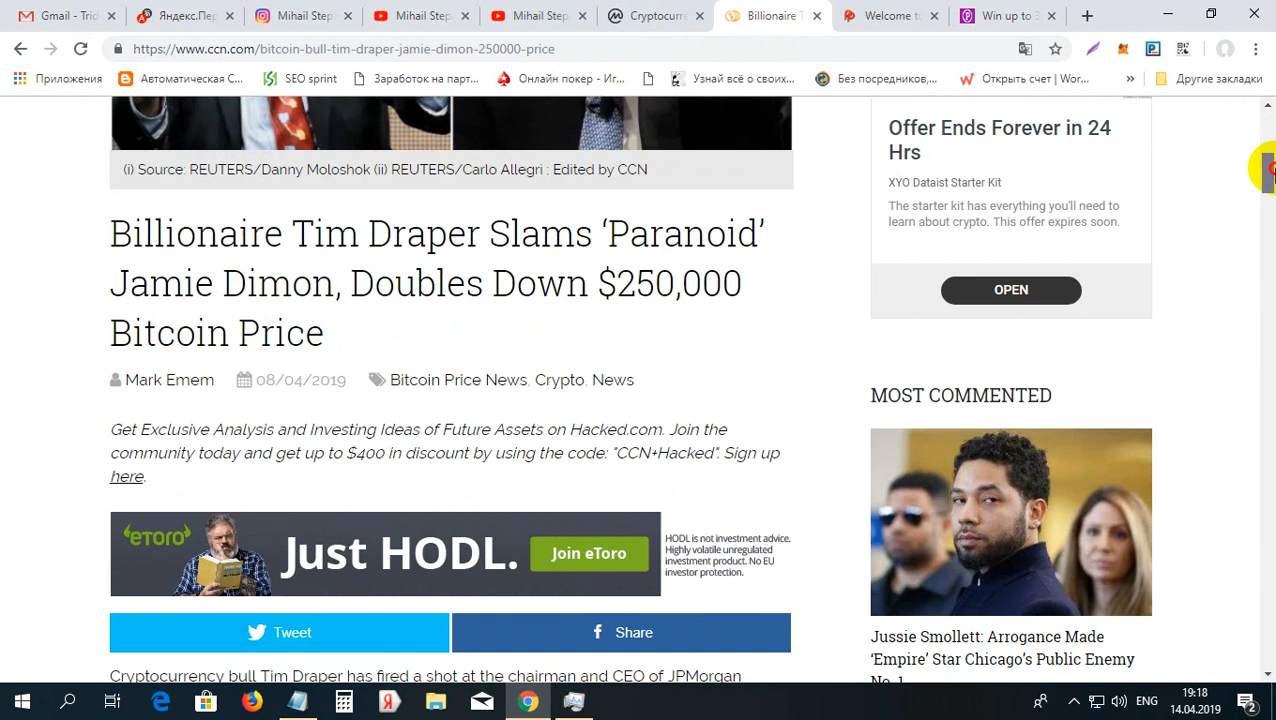 Gmail - Tric
Яндекс.Пер
Mihail Step
Mihail Step
Mihail Step
Cryptocurre
Billionaire T
Welcome to
Win up to
https://www.ccn.com/bitcoin-bull-tim-draper-jamie-dimon-250000-price
Приложения
Автоматическая С...
SEO sprint
Заработок на парт...
Онлайн покер - Иг...
Узнай всё о своих...
Без посредников,...
Открыть счет | Wor...
Другие закладки
(i) Source: REUTERS/Danny Moloshok (ii) REUTERS/Carlo Allegri : Edited by CCN
Billionaire Tim Draper Slams ‘Paranoid’
Jamie Dimon, Doubles Down $250,000
Bitcoin Price
Mark Emem 08/04/2019 Bitcoin Price News, Crypto, News
Get Exclusive Analysis and Investing Ideas of Future Assets on Hacked.com. Join the
community today and get up to $400 in discount by using the code: "CCN+Hacked". Sign up
here.
eToro
Just HODL.
Join eToro
HODL is not investment advice.
Highly volatile unregulated
investment product. No EU
investor protection.
Tweet
Share
Cryptocurrency bull Tim Draper has fired a shot at the chairman and CEO of JPMorgan
Offer Ends Forever in 24
Hrs
XYO Dataist Starter Kit
The starter kit has everything you'll need to
learn about crypto. This offer expires soon.
OPEN
MOST COMMENTED
Jussie Smollett: Arrogance Made
‘Empire’ Star Chicago’s Public Enemy
No. 1
ENG
19:18
14.04.2019
2